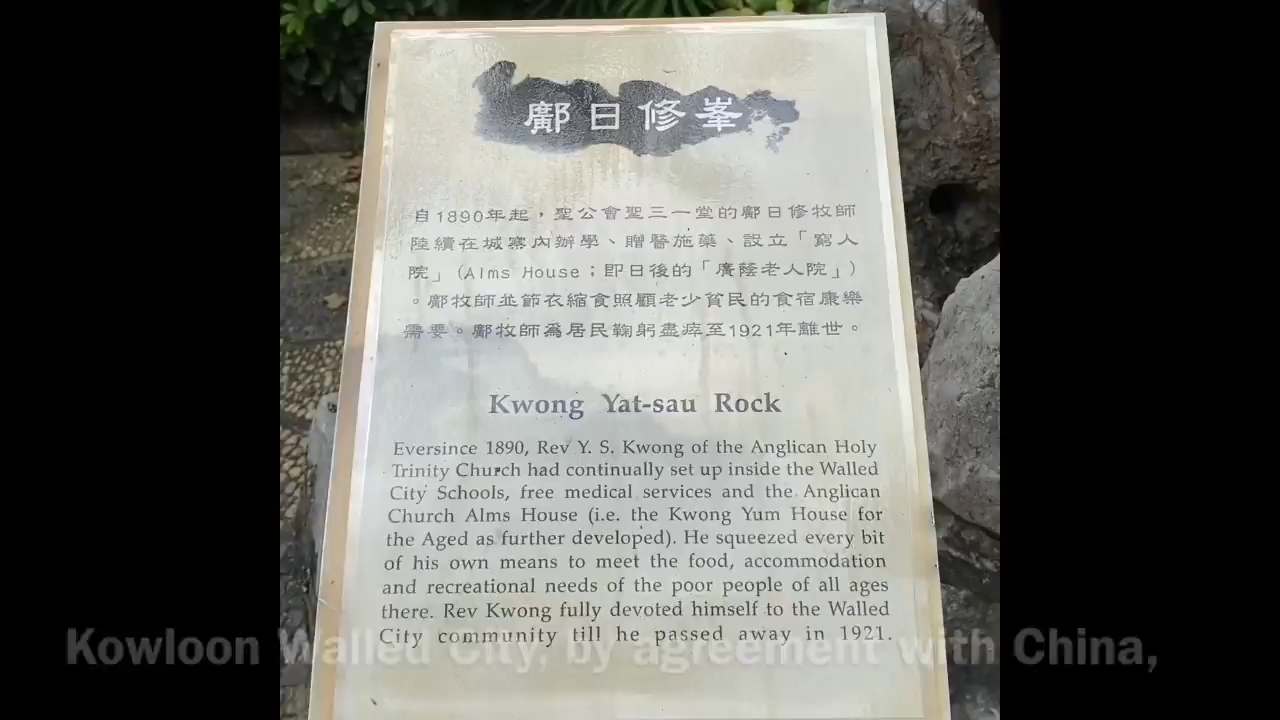 鄺日修峯
自1890年起，聖公會聖三一堂的鄺日修牧師
陸續在城寨內辦學、贈醫施藥、設立「窮人
院」(Alms House；即日後的「廣蔭老人院」)
。鄺牧師並節衣縮食照顧老少貧民的食宿康樂
需要。鄺牧師為居民鞠躬盡瘁至1921年離世。
Kwong Yat-sau Rock
Eversince 1890, Rev Y. S. Kwong of the Anglican Holy
Trinity Church had continually set up inside the Walled
City Schools, free medical services and the Anglican
Church Alms House (i.e. the Kwong Yum House for
the Aged as further developed). He squeezed every bit
of his own means to meet the food, accommodation
and recreational needs of the poor people of all ages
there. Rev Kwong fully devoted himself to the Walled
City community till he passed away in 1921.
Kowloon Walled City, by agreement with China,